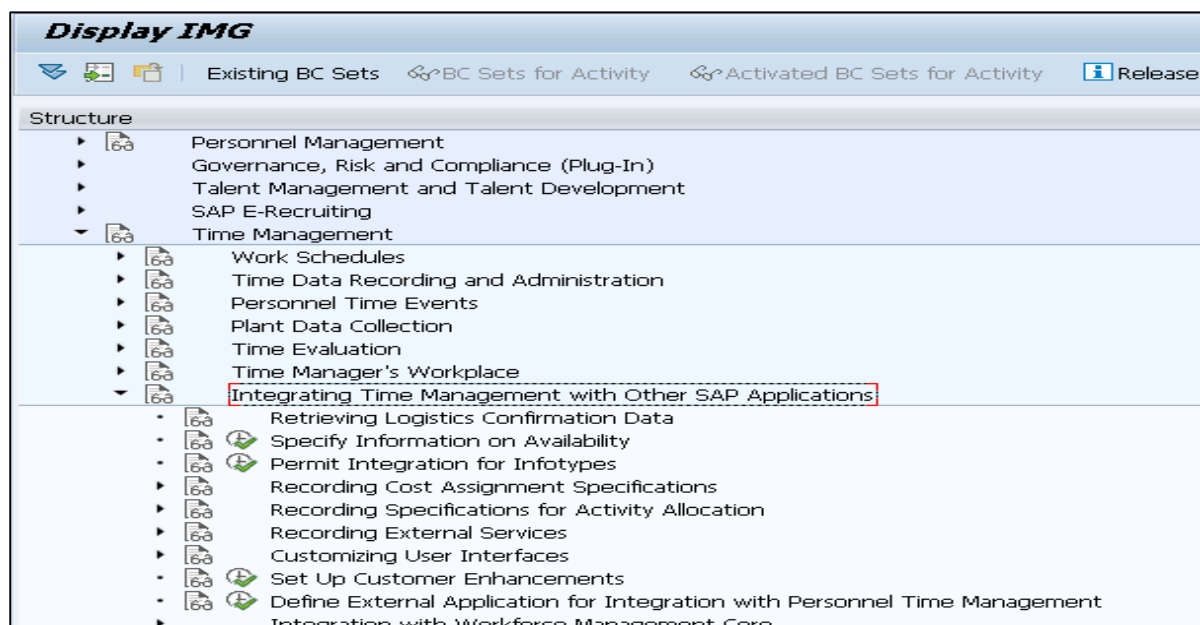 Display IMG
Existing BC Sets BC Sets for Activity Activated BC Sets for Activity Release
Structure
Personnel Management
Governance, Risk and Compliance (Plug-In)
Talent Management and Talent Development
SAP E-Recruiting
Time Management
Work Schedules
Time Data Recording and Administration
Personnel Time Events
Plant Data Collection
Time Evaluation
Time Manager's Workplace
Integrating Time Management with Other SAP Applications
Retrieving Logistics Confirmation Data
Specify Information on Availability
Permit Integration for Infotypes
Recording Cost Assignment Specifications
Recording Specifications for Activity Allocation
Recording External Services
Customizing User Interfaces
Set Up Customer Enhancements
Define External Application for Integration with Personnel Time Management
Integration with Workforce Management Core